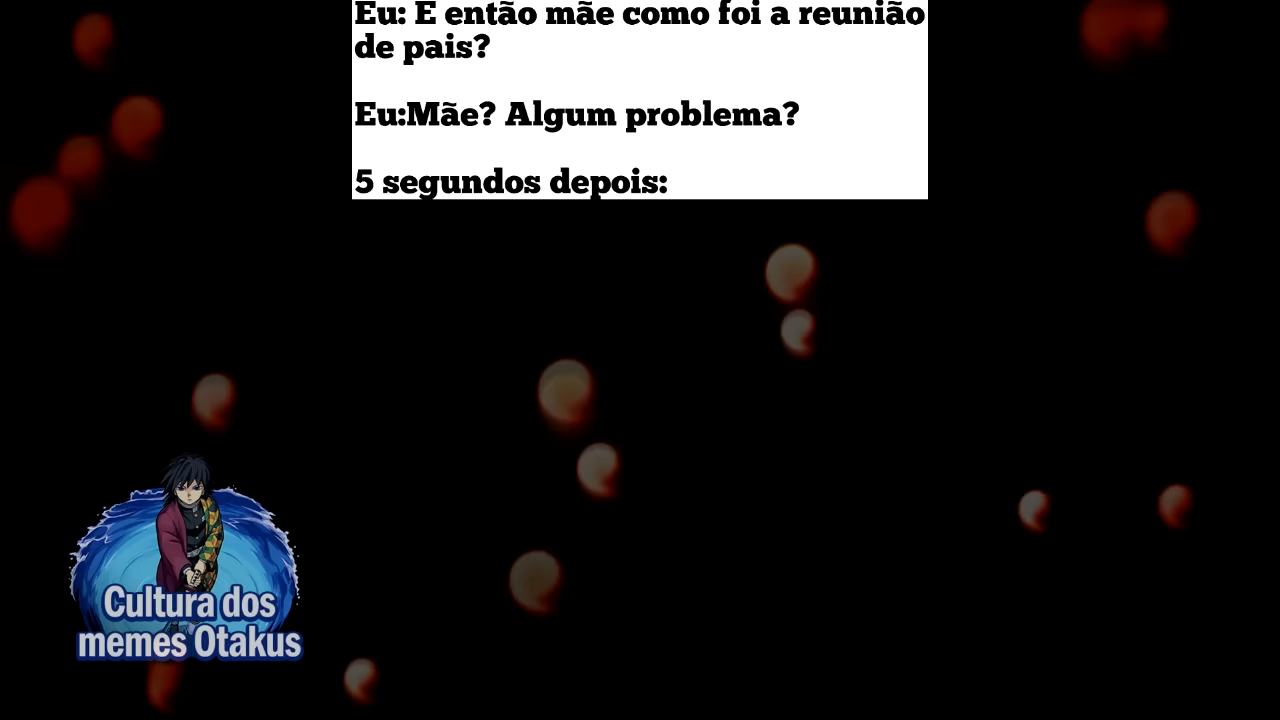 Eu: E então mãe como foi a reunião
de pais?
Eu:Mãe? Algum problema?
5 segundos depois:
Cultura dos
memes Otakus